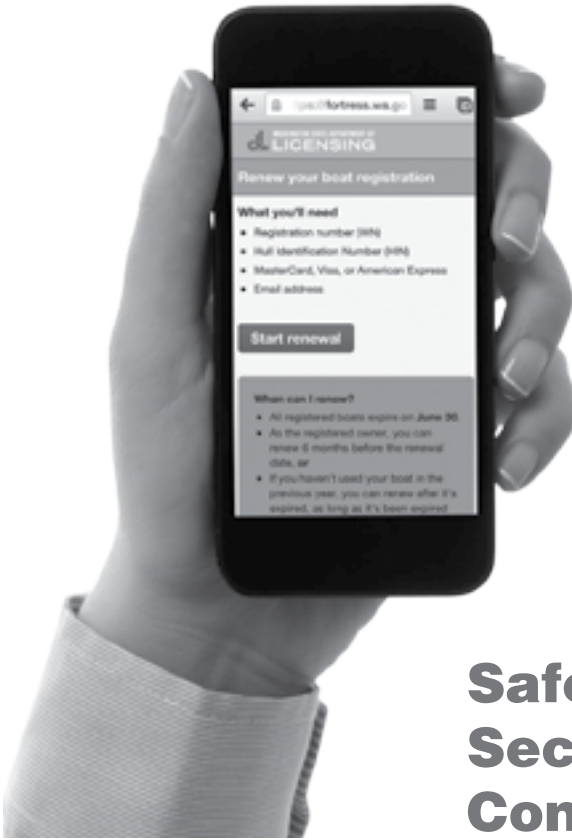 fortress.wa.go
WASHINGTON STATE DEPARTMENT OF
LICENSING
Renew your boat registration
What you'll need
• Registration number (WN)
• Hull Identification Number (HIN)
• MasterCard, Visa, or American Express
• Email address
Start renewal
When can I renew?
• All registered boats expire on June 30.
• As the registered owner, you can
renew 6 months before the renewal
date, or
• If you haven't used your boat in the
previous year, you can renew after it's
expired, as long as it's been expired
Safe
Sec
Con